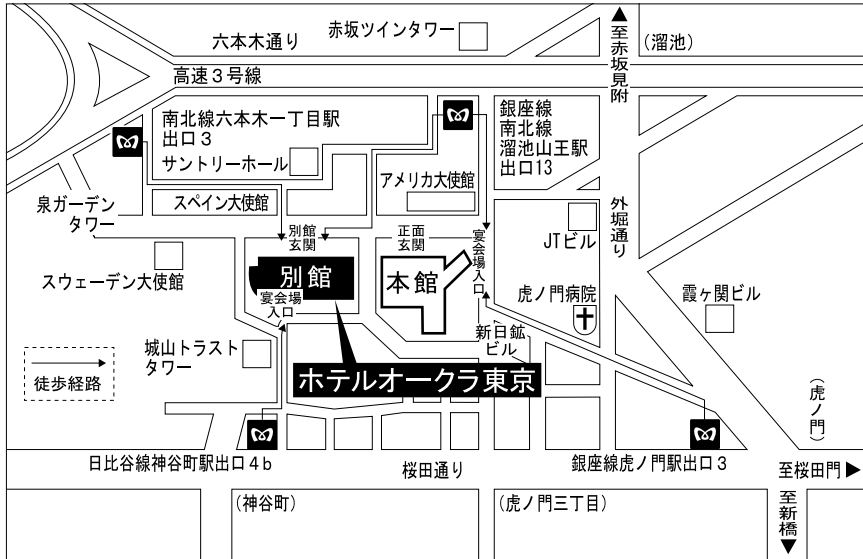 六本木通り
赤坂ツインタワー
至赤坂見附
(溜池)
高速3号線
南北線六本木一丁目駅
出口3
サントリーホール
銀座線
南北線
溜池山王駅
出口13
アメリカ大使館
泉ガーデン
タワー
スペイン大使館
別館
玄関
正面
玄関
宴会場
入口
JTビル
外堀通り
スウェーデン大使館
別館
宴会場
入口
本館
虎ノ門病院
霞ヶ関ビル
新日鉱
ビル
城山トラスト
タワー
徒歩経路
ホテルオークラ東京
(虎ノ門)
日比谷線神谷町駅出口4b
桜田通り
銀座線虎ノ門駅出口3
至桜田門
(神谷町)
(虎ノ門三丁目)
至新橋